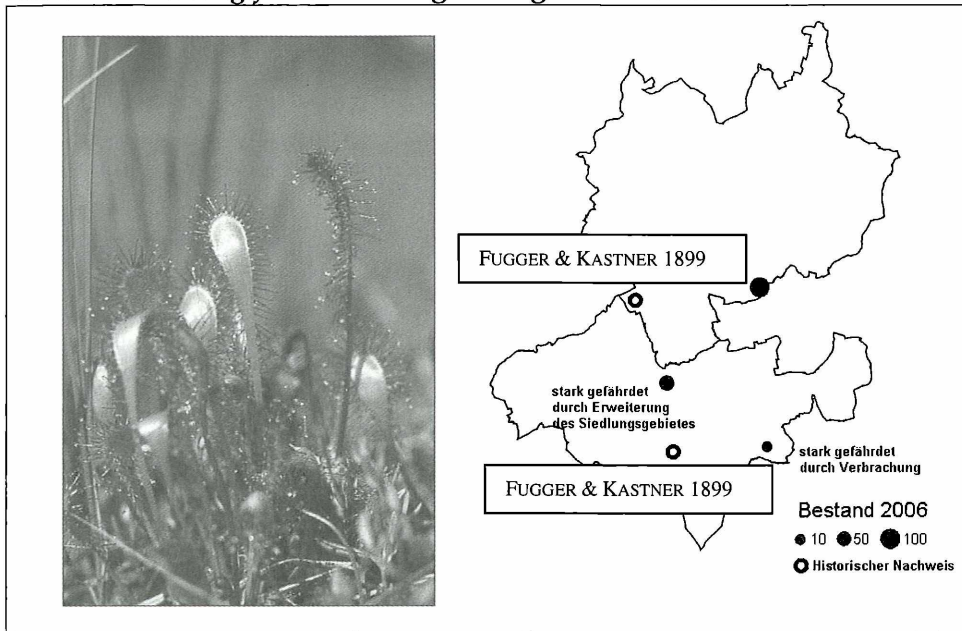 FUGGER & KASTNER 1899
stark gefährdet
durch Erweiterung
des Siedlungsgebietes
stark gefährdet
durch Verbrachung
FUGGER & KASTNER 1899
Bestand 2006
10 50 100
Historischer Nachweis